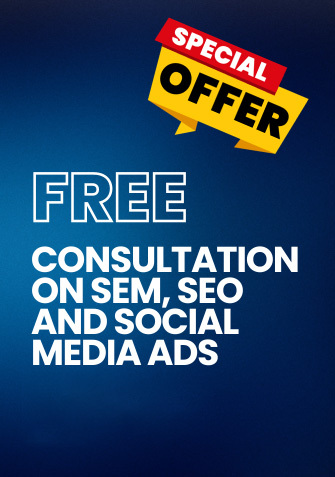 SPECIAL
OFFER
FREE
CONSULTATION
ON SEM, SEO
AND SOCIAL
MEDIA ADS